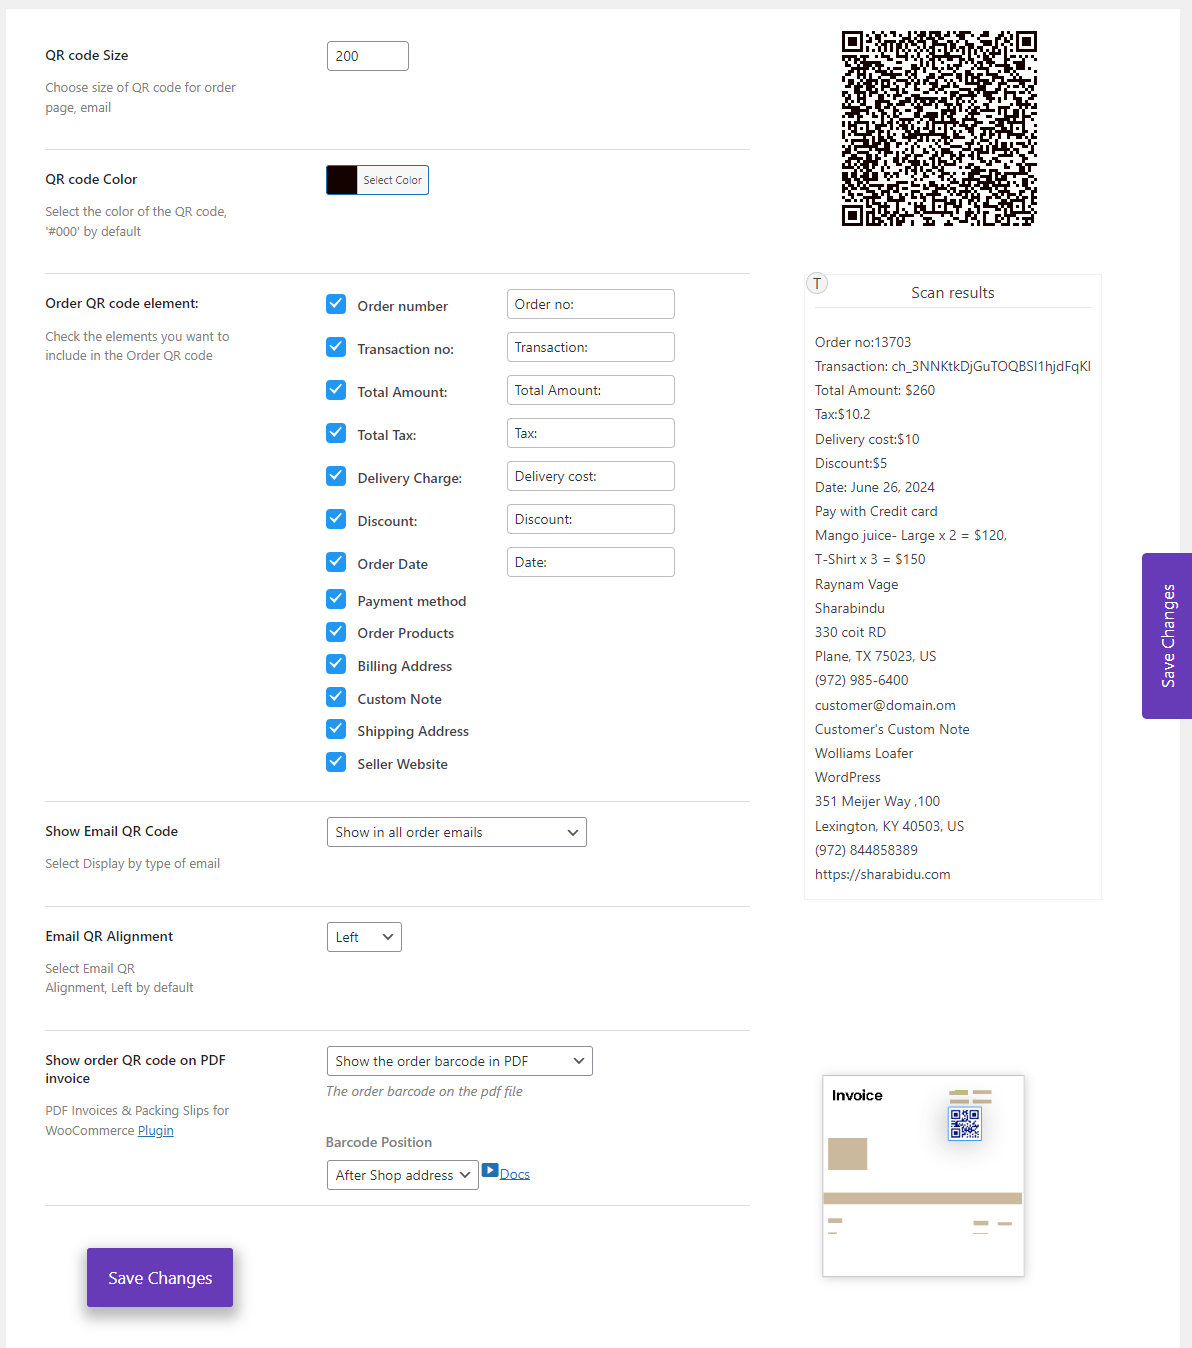 QR code Size
200
Choose size of QR code for order
page, email
QR code Color
Select Color
Select the color of the QR code,
'#000' by default
Order QR code element:
Check the elements you want to
include in the Order QR code
Order number
Order no:
Transaction no:
Transaction:
Total Amount:
Total Amount:
Total Tax:
Tax:
Delivery Charge:
Delivery cost:
Discount:
Discount:
Order Date
Date:
Payment method
Order Products
Billing Address
Custom Note
Shipping Address
Seller Website
Show Email QR Code
Show in all order emails
Select Display by type of email
Email QR Alignment
Left
Select Email QR
Alignment, Left by default
Show order QR code on PDF
invoice
Show the order barcode in PDF
The order barcode on the pdf file
PDF Invoices & Packing Slips for
WooCommerce Plugin
Barcode Position
After Shop address
Docs
Save Changes
T
Scan results
Order no:13703
Transaction: ch_3NNKtkDjGuTOQBSI1hjdFqKI
Total Amount: $260
Tax:$10.2
Delivery cost:$10
Discount:$5
Date: June 26, 2024
Pay with Credit card
Mango juice- Large x 2 = $120,
T-Shirt x 3 = $150
Raynam Vage
Sharabindu
330 coit RD
Plane, TX 75023, US
(972) 985-6400
customer@domain.om
Customer's Custom Note
Wolliams Loafer
WordPress
351 Meijer Way ,100
Lexington, KY 40503, US
(972) 844858389
https://sharabidu.com
Save Changes
Invoice